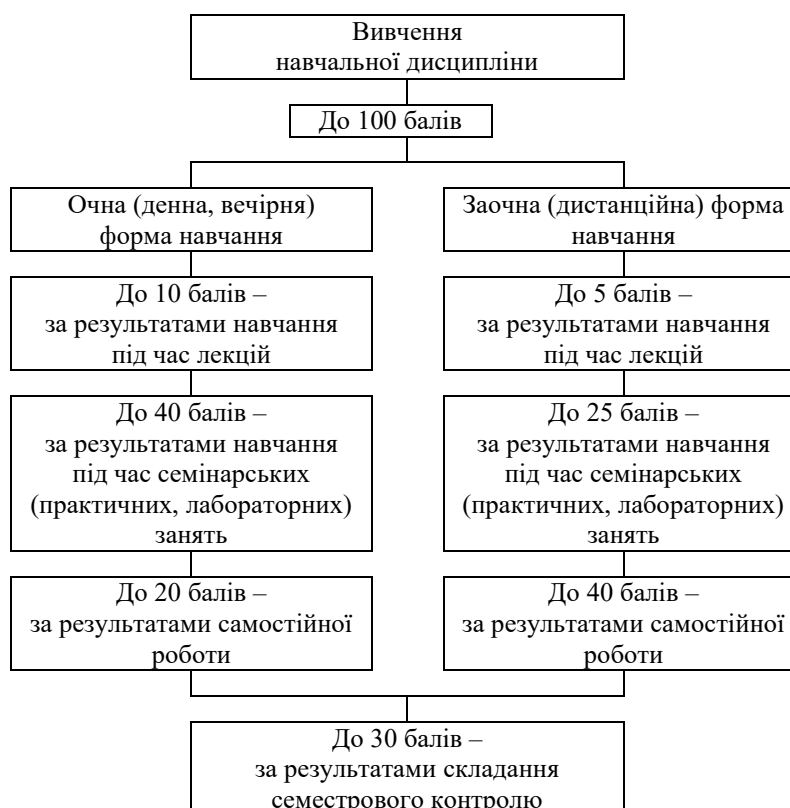 Вивчення
навчальної дисципліни
До 100 балів
Очна (денна, вечірня)
форма навчання
До 10 балів –
за результатами навчання
під час лекцій
До 40 балів –
за результатами навчання
під час семінарських
(практичних, лабораторних)
занять
До 20 балів –
за результатами самостійної
роботи
Заочна (дистанційна) форма
навчання
До 5 балів –
за результатами навчання
під час лекцій
До 25 балів –
за результатами навчання
під час семінарських
(практичних, лабораторних)
занять
До 40 балів –
за результатами самостійної
роботи
До 30 балів –
за результатами складання
семестрового контролю